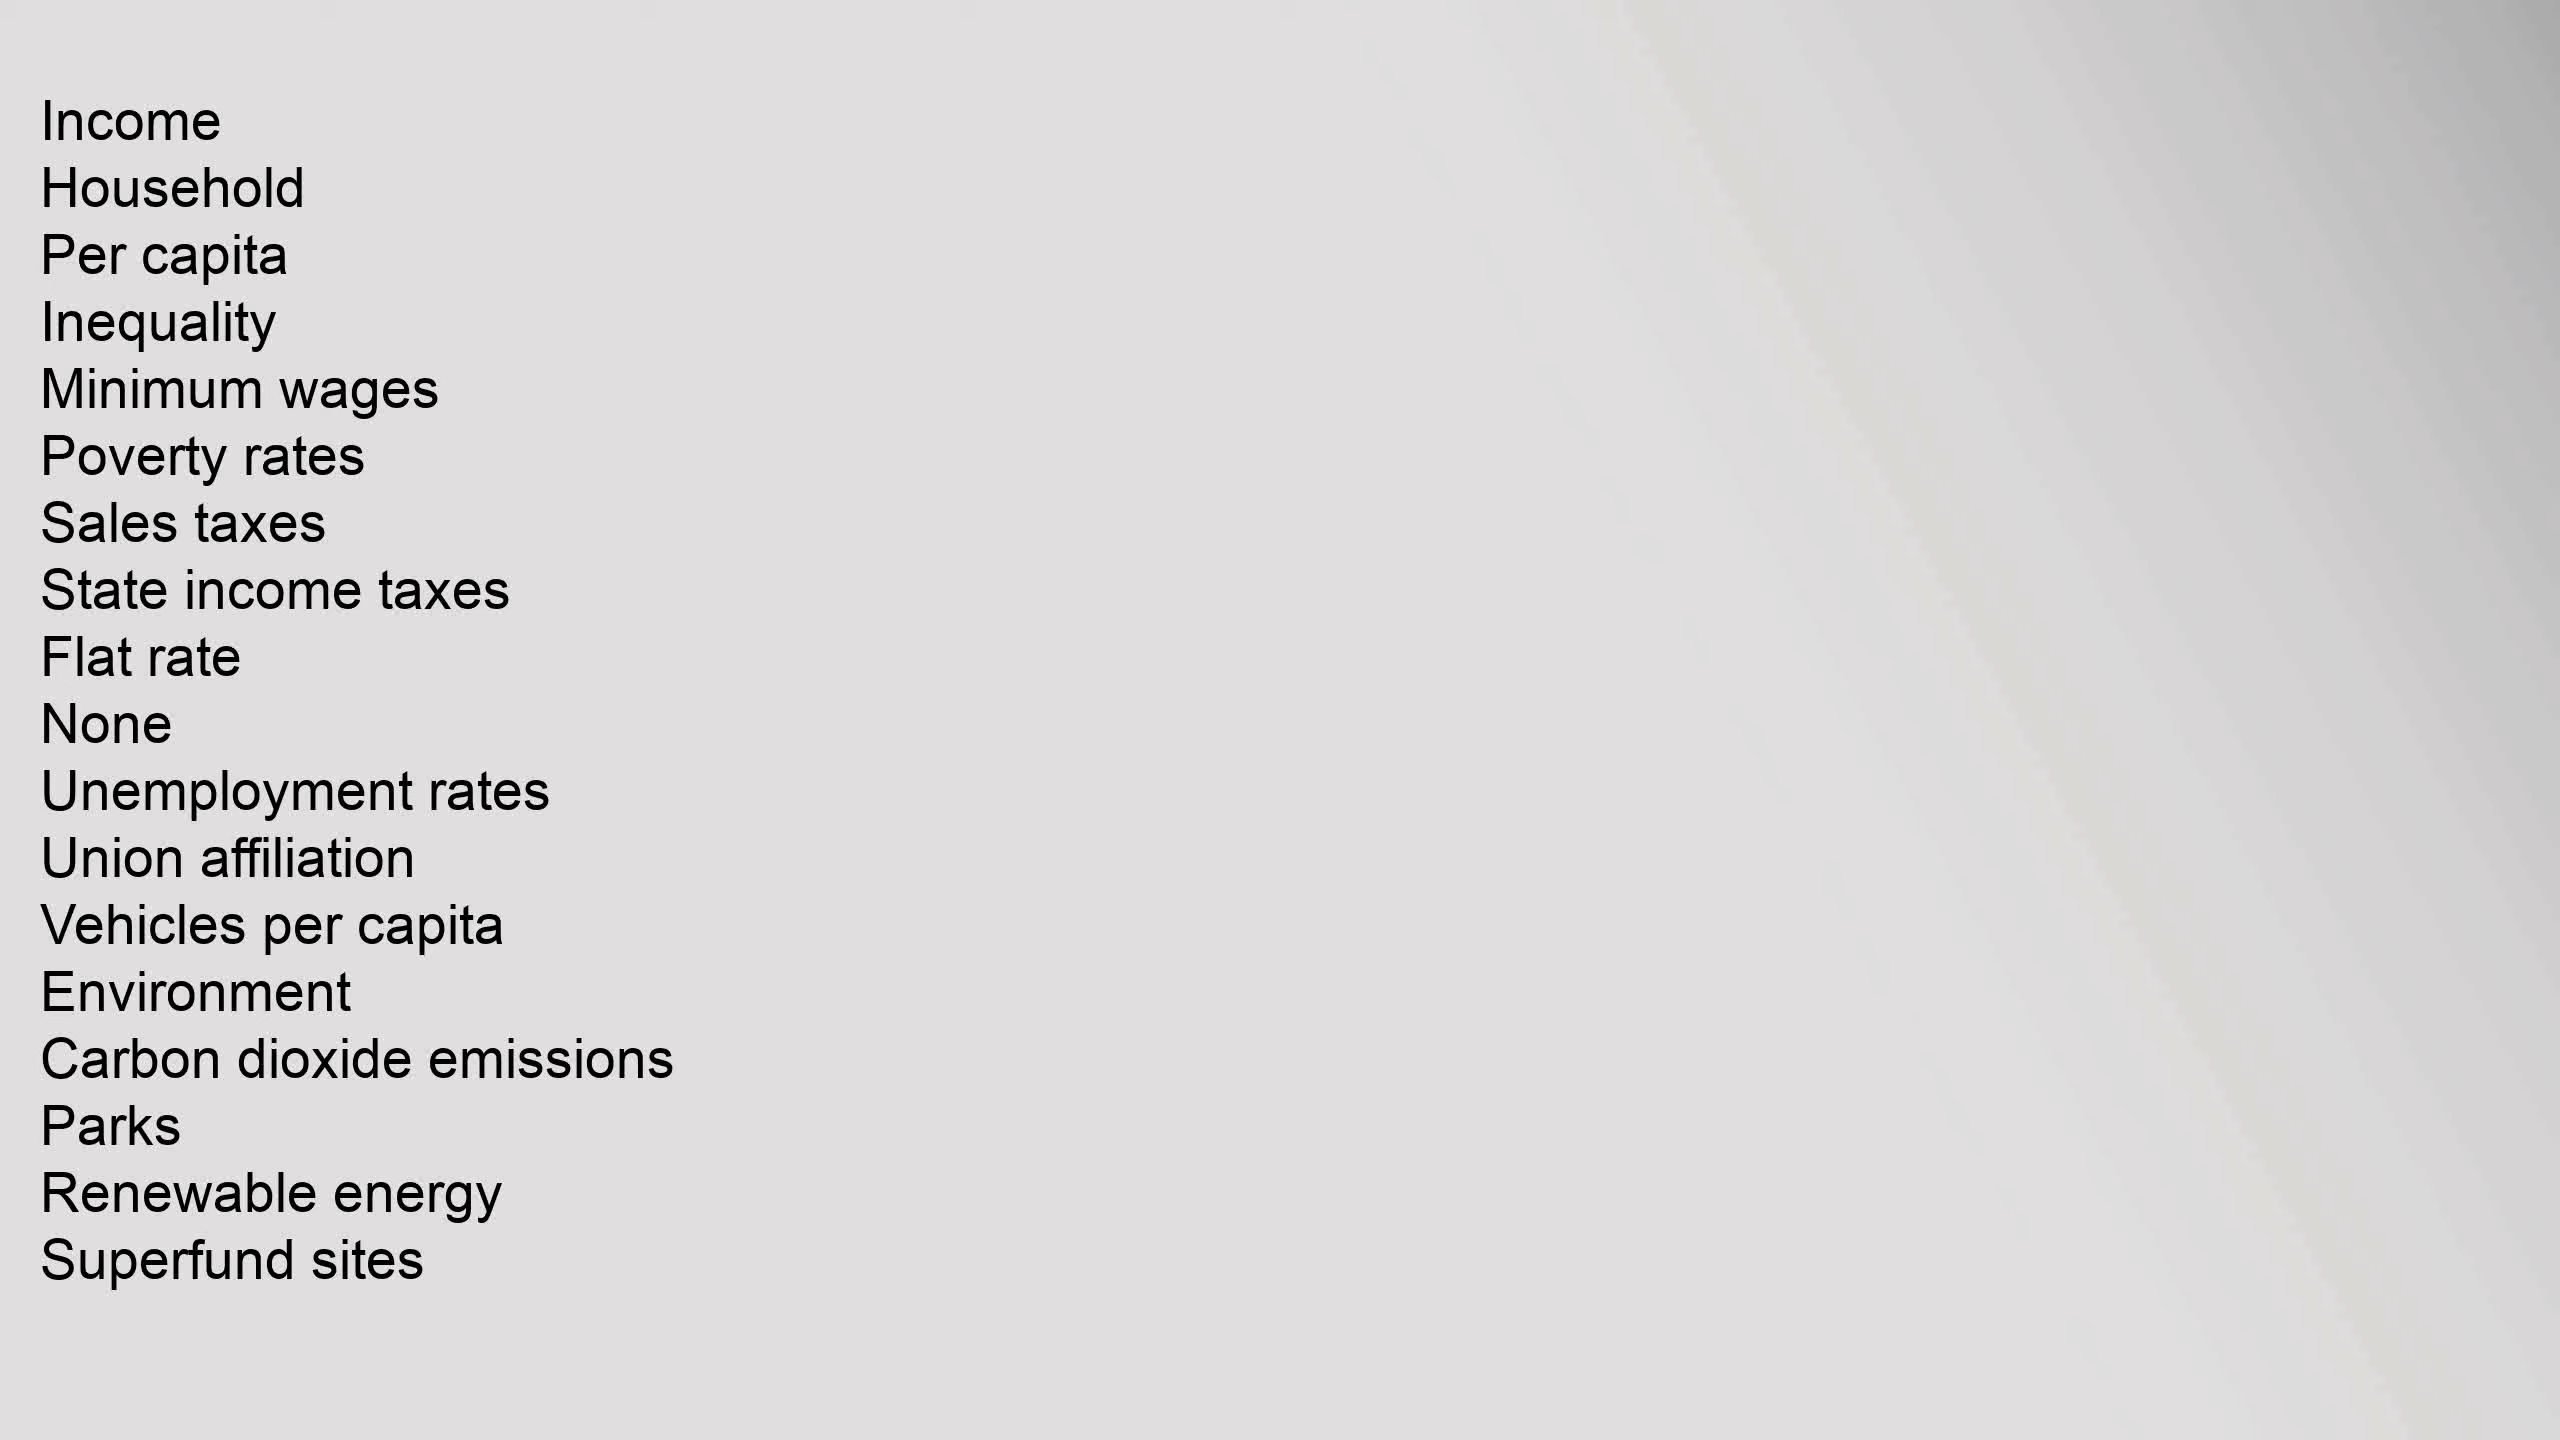 Income
Household
Per capita
Inequality
Minimum wages
Poverty rates
Sales taxes
State income taxes
Flat rate
None
Unemployment rates
Union affiliation
Vehicles per capita
Environment
Carbon dioxide emissions
Parks
Renewable energy
Superfund sites